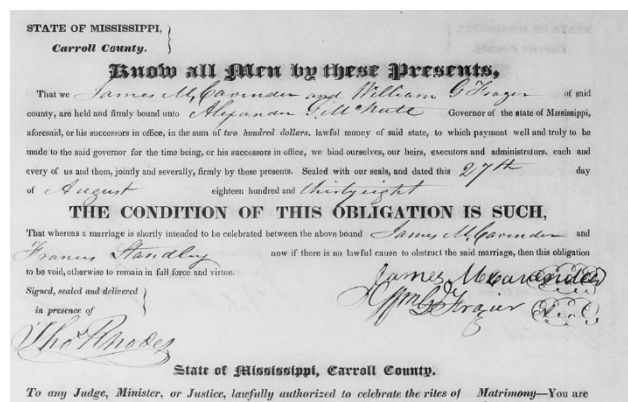 STATE OF MISSISSIPPI,
Carroll County.
Know all Men by these Presents,
That we James M, Cavinder and William G Frazer of said
county, are held and firmly bound unto Alexander G. McNutt Governor of the state of Mississippi,
aforesaid, or his successors in office, in the sum of two hundred dollars, lawful money of said state, to which payment well and truly to be
made to the said governor for the time being, or his successors in office, we bind ourselves, our heirs, executors and administrators, each and
every of us and them, jointly and severally, firmly by these presents. Sealed with our seals, and dated this 27th day
of August eighteen hundred and thirty eight
THE CONDITION OF THIS OBLIGATION IS SUCH,
That whereas a marriage is shortly intended to be celebrated between the above bound James M, Cavinder and
Francis Standley now if there is no lawful cause to obstruct the said marriage, then this obligation
to be void, otherwise to remain in full force and virtue.
James M Cavinder
Signed, sealed and delivered
Wm G Frazier
in presence of
Thos Rhodes
State of Mississippi, Carroll County.
To any Judge, Minister, or Justice, lawfully authorized to celebrate the rites of Matrimony—You are